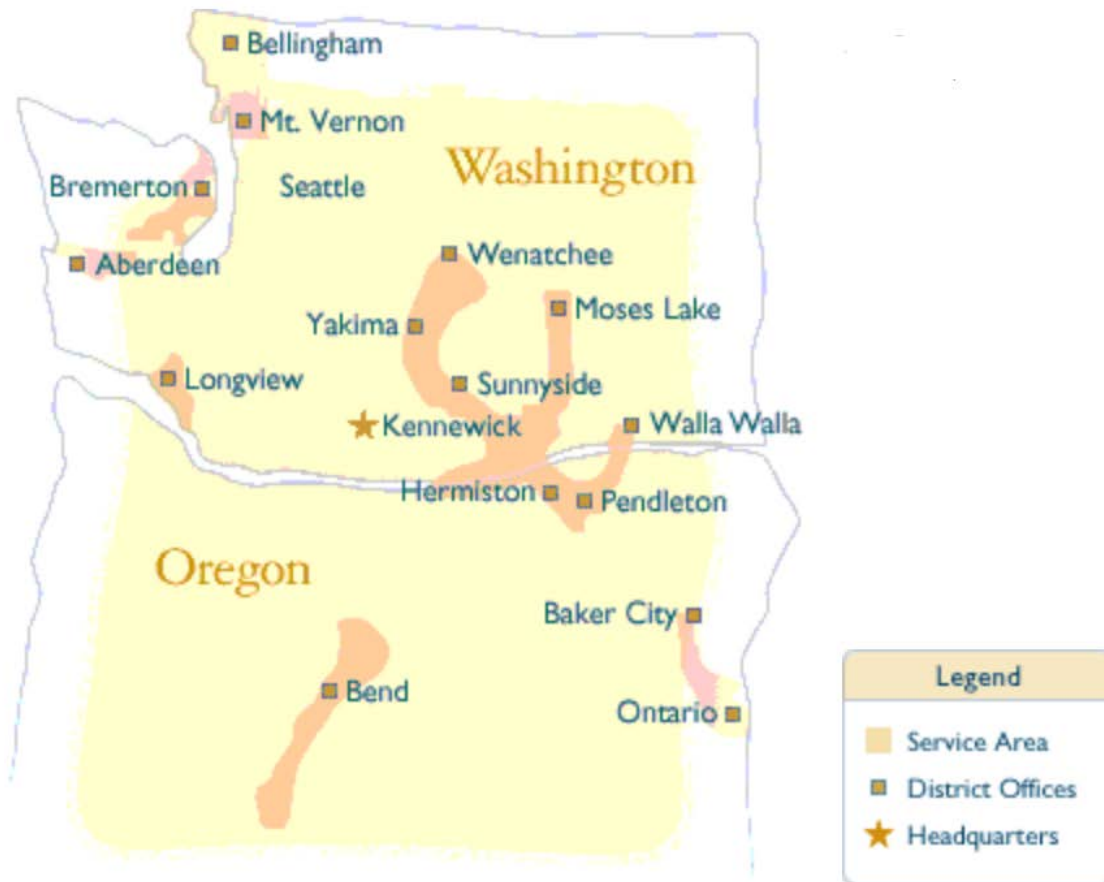 Bellingham
Mt. Vernon
Washington
Bremerton
Seattle
Wenatchee
Aberdeen
Moses Lake
Yakima
Longview
Sunnyside
Kennewick
Walla Walla
Hermiston
Pendleton
Oregon
Baker City
Bend
Ontario
Legend
Service Area
District Offices
Headquarters